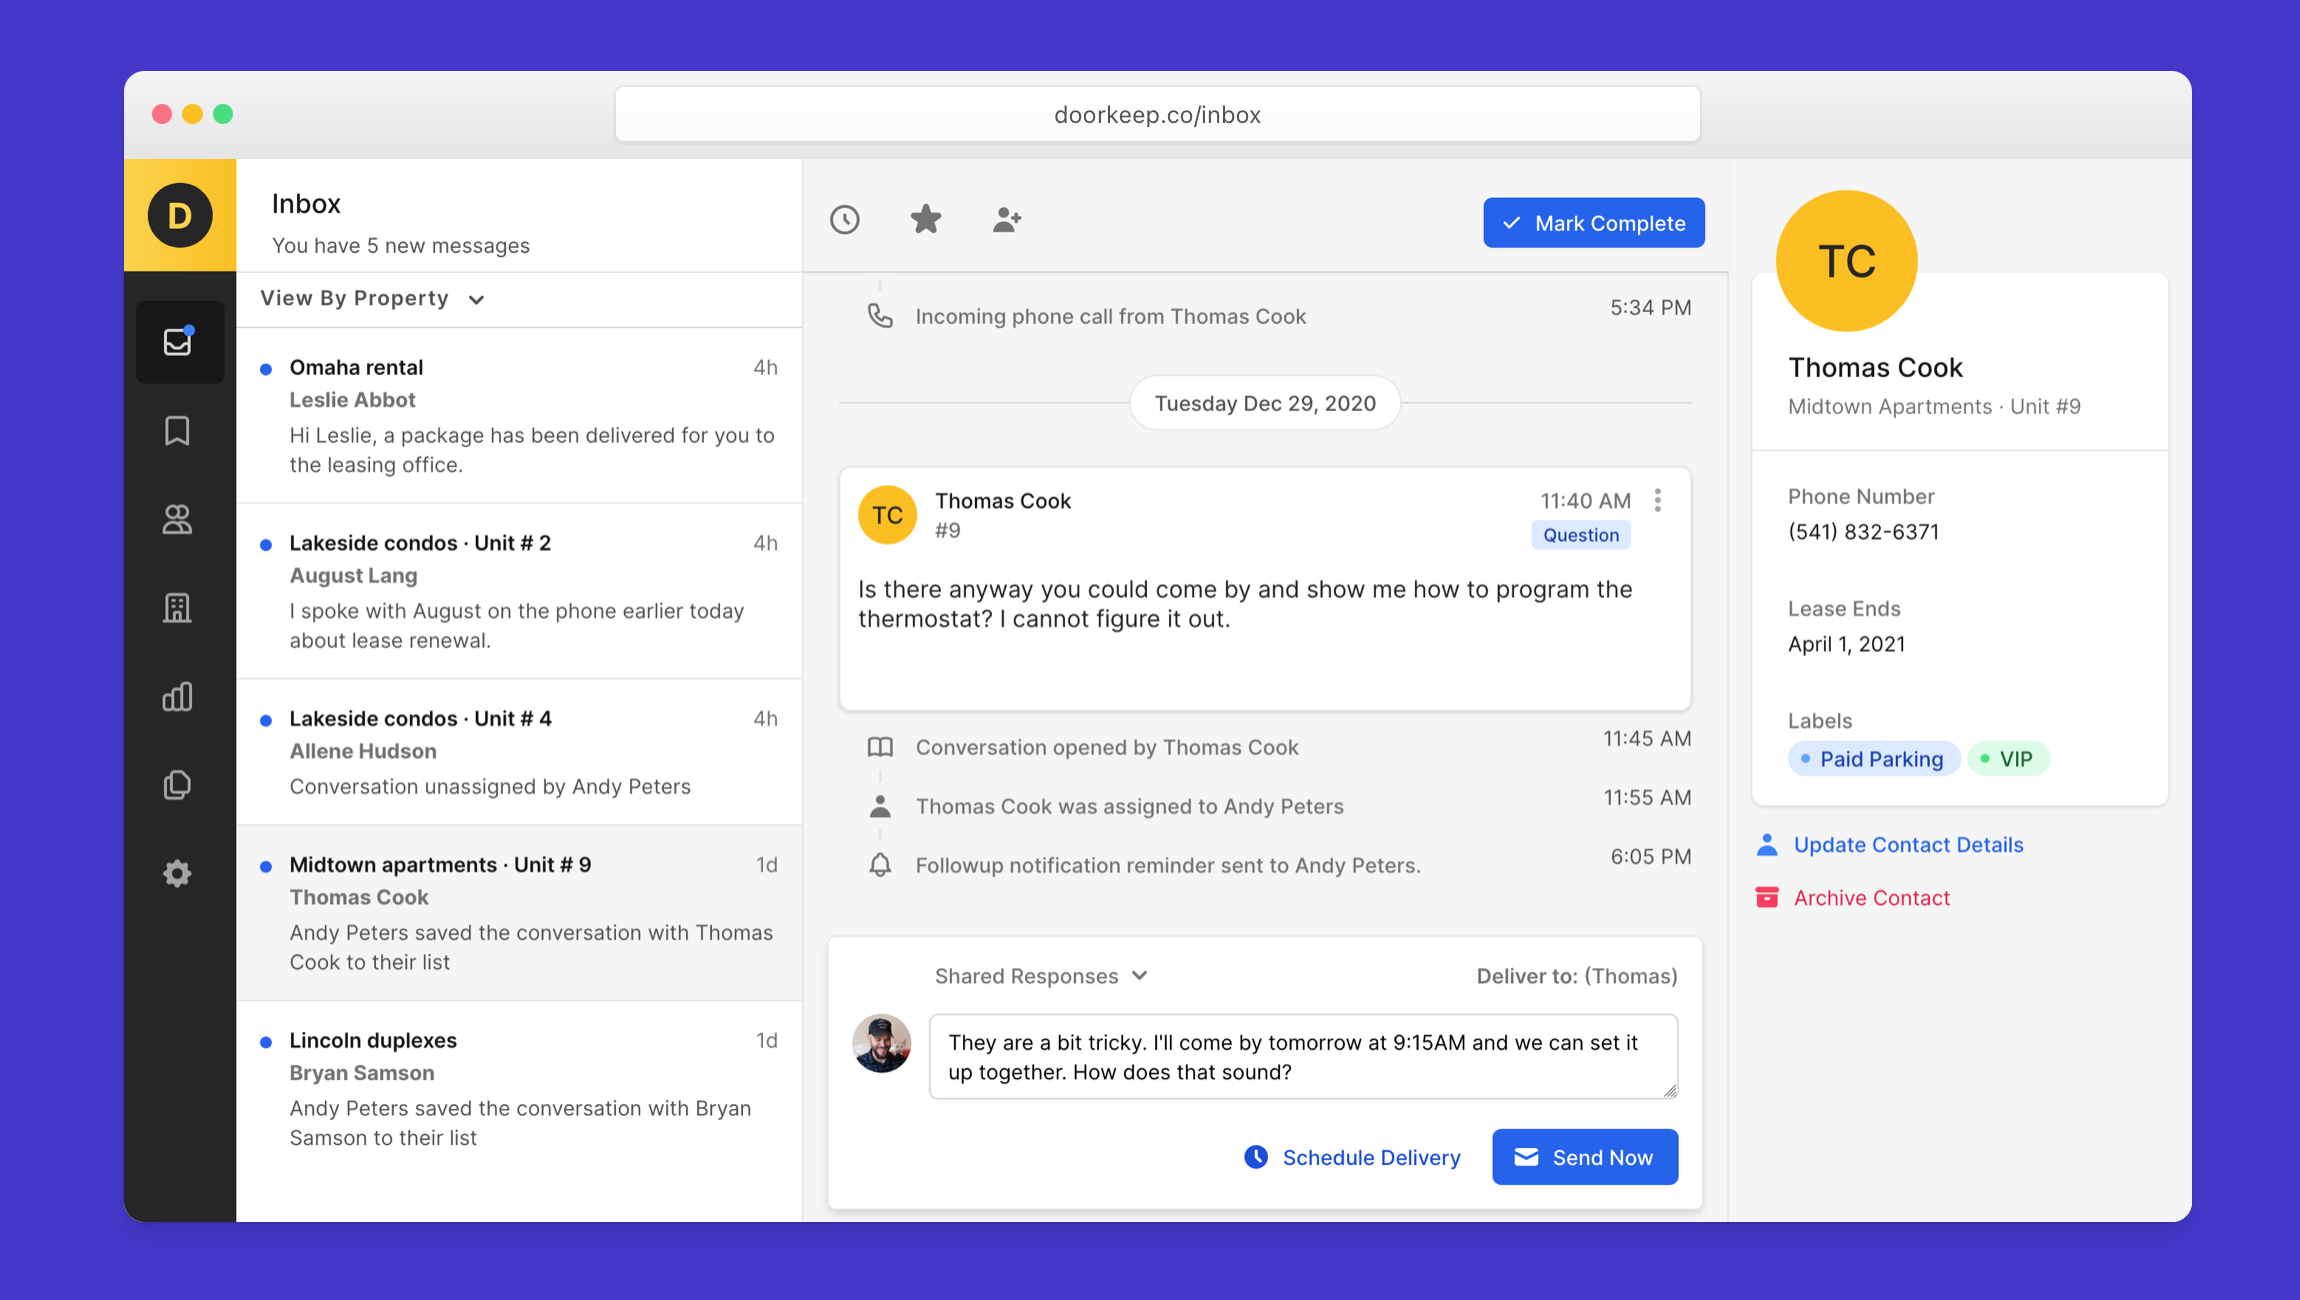 doorkeep.co/inbox
D
Inbox
You have 5 new messages
View By Property
Omaha rental 4h
Leslie Abbot
Hi Leslie, a package has been delivered for you to
the leasing office.
Lakeside condos · Unit # 2 4h
August Lang
I spoke with August on the phone earlier today
about lease renewal.
Lakeside condos · Unit # 4 4h
Allene Hudson
Conversation unassigned by Andy Peters
Midtown apartments · Unit # 9 1d
Thomas Cook
Andy Peters saved the conversation with Thomas
Cook to their list
Lincoln duplexes 1d
Bryan Samson
Andy Peters saved the conversation with Bryan
Samson to their list
Mark Complete
Incoming phone call from Thomas Cook 5:34 PM
Tuesday Dec 29, 2020
TC
Thomas Cook 11:40 AM
#9 Question
Is there anyway you could come by and show me how to program the
thermostat? I cannot figure it out.
Conversation opened by Thomas Cook 11:45 AM
Thomas Cook was assigned to Andy Peters 11:55 AM
Followup notification reminder sent to Andy Peters. 6:05 PM
Shared Responses Deliver to: (Thomas)
They are a bit tricky. I'll come by tomorrow at 9:15AM and we can set it
up together. How does that sound?
Schedule Delivery Send Now
TC
Thomas Cook
Midtown Apartments · Unit #9
Phone Number
(541) 832-6371
Lease Ends
April 1, 2021
Labels
Paid Parking VIP
Update Contact Details
Archive Contact